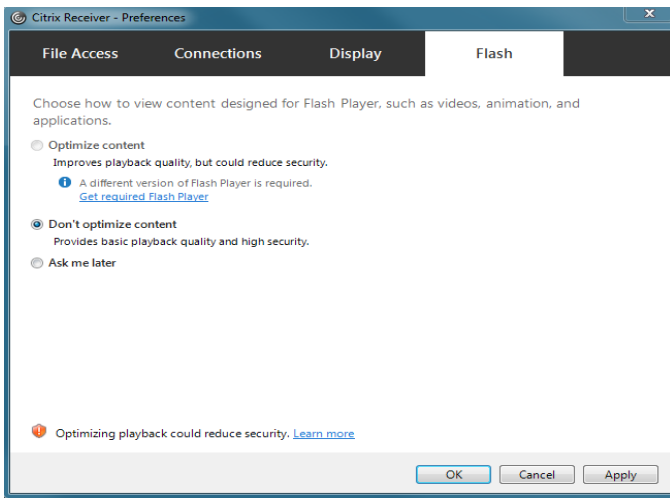 Citrix Receiver - Preferences
File Access Connections Display Flash
Choose how to view content designed for Flash Player, such as videos, animation, and
applications.
Optimize content
Improves playback quality, but could reduce security.
A different version of Flash Player is required.
Get required Flash Player
Don't optimize content
Provides basic playback quality and high security.
Ask me later
Optimizing playback could reduce security. Learn more
OK Cancel Apply